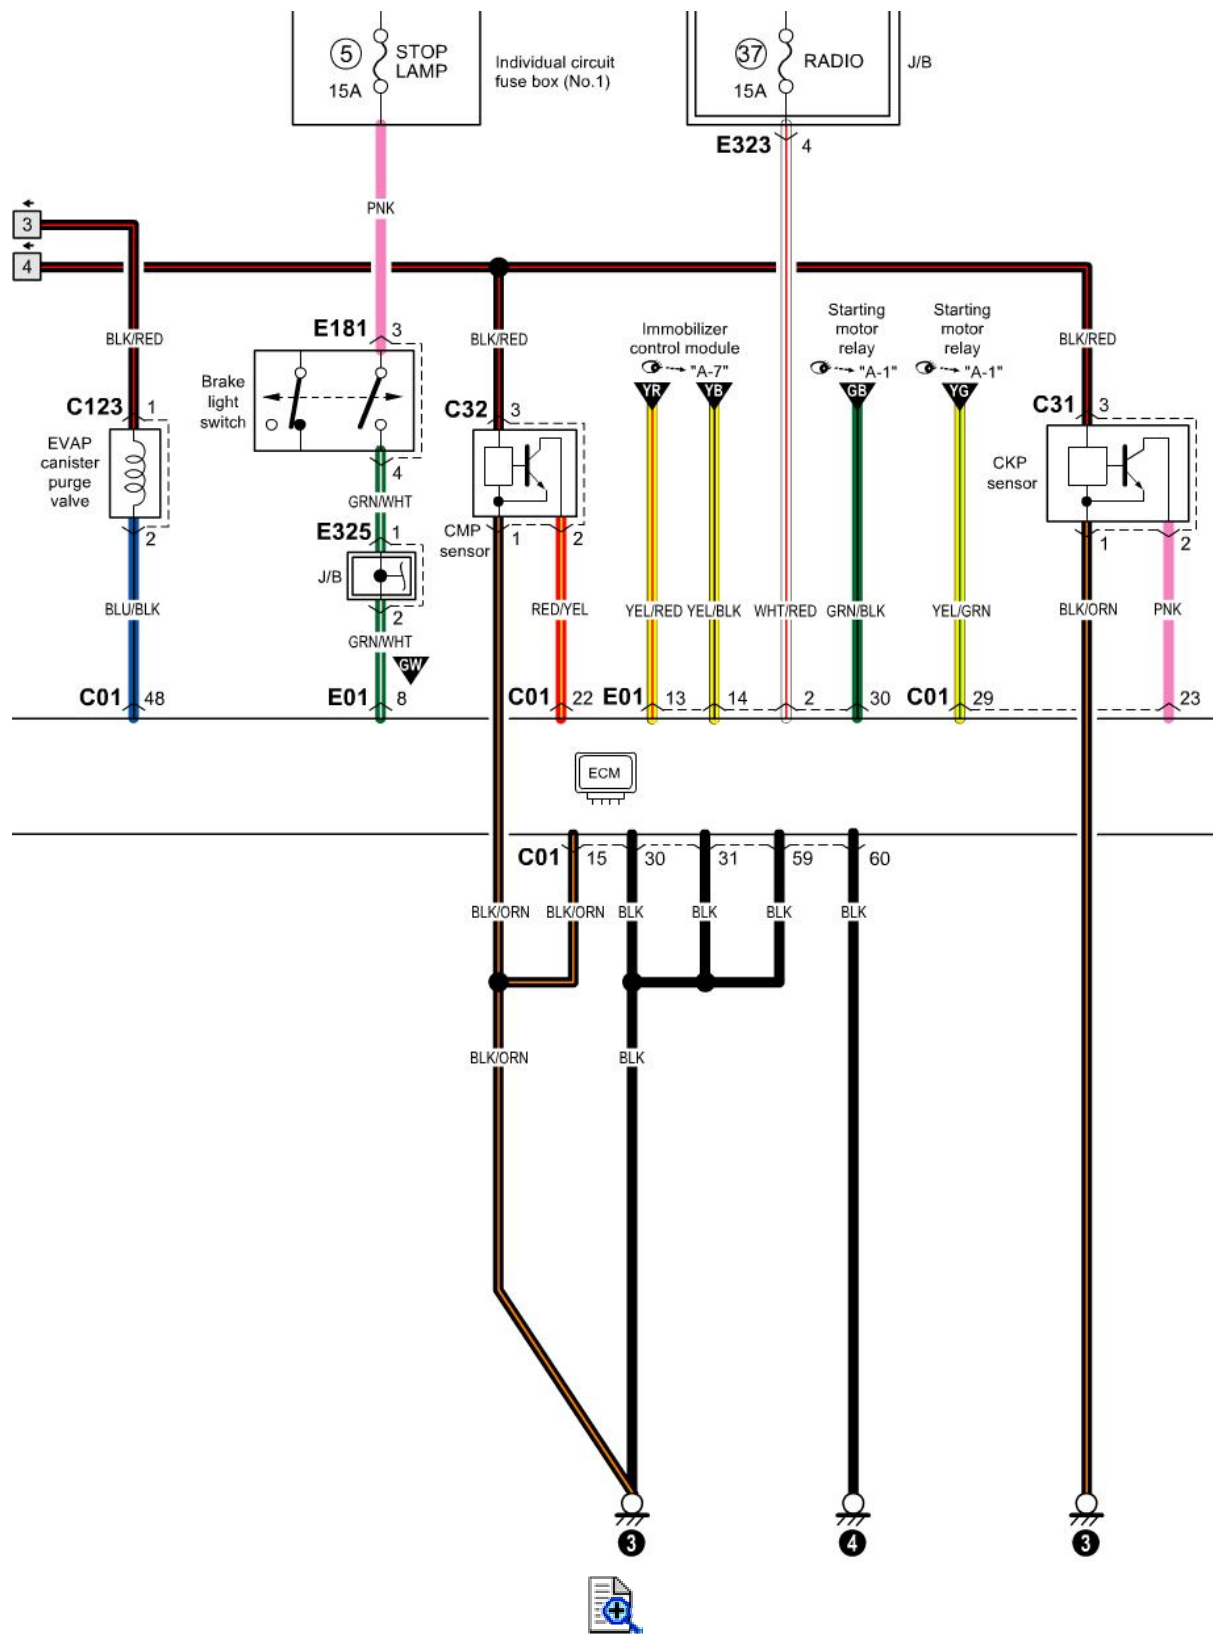 5
STOP
LAMP
15A
Individual circuit
fuse box (No.1)
37
RADIO
15A
J/B
E323
4
PNK
3
4
BLK/RED
E181
3
BLK/RED
Immobilizer
control module
"A-7"
Starting
motor
relay
"A-1"
Starting
motor
relay
"A-1"
BLK/RED
Brake
light
switch
YR
YB
GB
YG
C123
1
C32
3
C31
3
EVAP
canister
purge
valve
CKP
sensor
4
GRN/WHT
2
E325
1
CMP
sensor
1
2
1
2
J/B
BLU/BLK
2
RED/YEL
YEL/RED
YEL/BLK
WHT/RED
GRN/BLK
YEL/GRN
BLK/ORN
PNK
GRN/WHT
GW
C01
48
E01
8
C01
22
E01
13
14
2
30
C01
29
23
ECM
C01
15
30
31
59
60
BLK/ORN
BLK/ORN
BLK
BLK
BLK
BLK
BLK/ORN
BLK
3
4
3